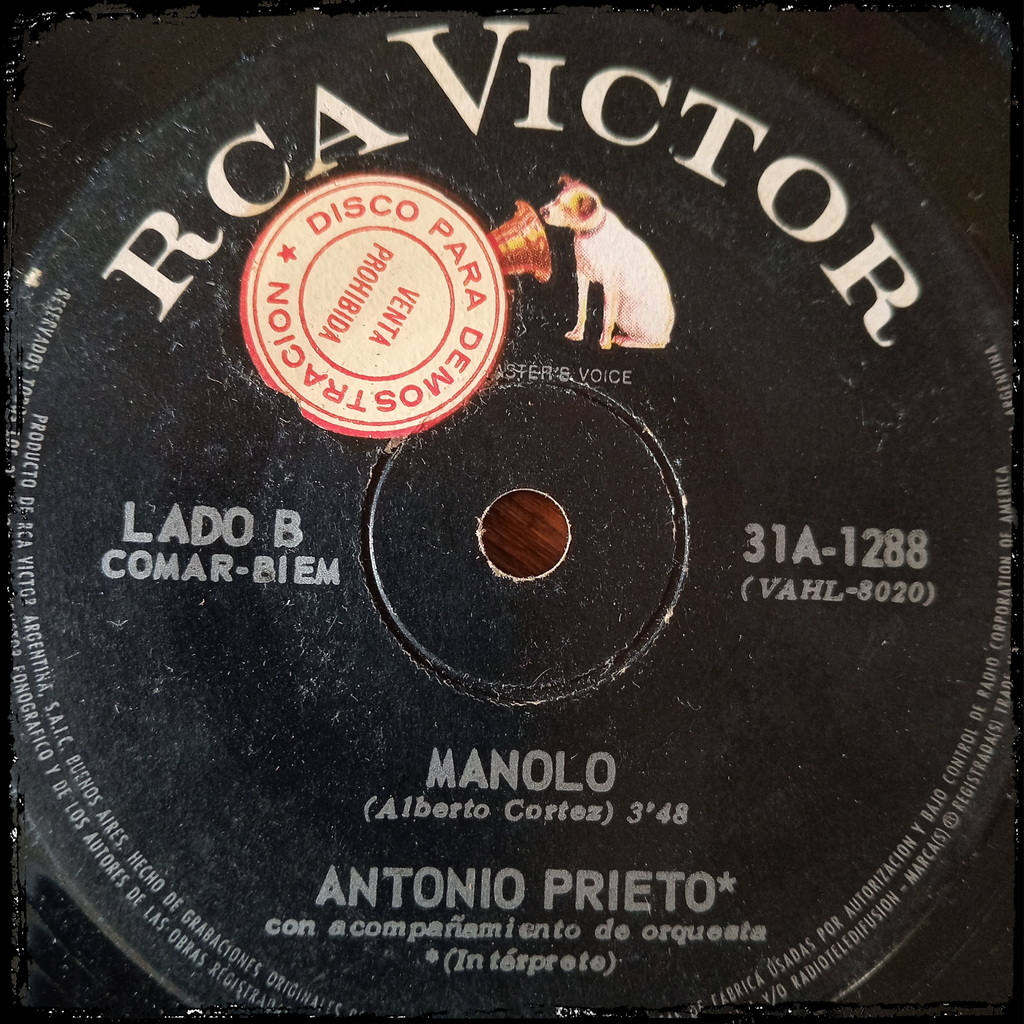 RCA VICTOR
★ DISCO PARA DEMOSTRACION
VENTA
PROHIBIDA
VOICE
LADO B
COMAR-BIEM
31A-1288
(VAHL-8020)
MANOLO
(Alberto Cortez) 3'48
ANTONIO PRIETO*
con acompañamiento de orquesta
*(Intérprete)
PRODUCTO DE RCA VICTOR ARGENTINA, S.A.I.C. BUENOS AIRES. HECHO DE GRABACIONES ORIGINALES
RESERVADOS
FONOGRAFICO Y DE LOS AUTORES DE LAS OBRAS
DE FABRICA USADAS POR AUTORIZACION Y BAJO CONTROL DE RADIO CORPORATION OF AMERICA
Y/O RADIOTELEDIFUSION - MARCA(S) ® REGISTRADA(S)
ARGENTINA